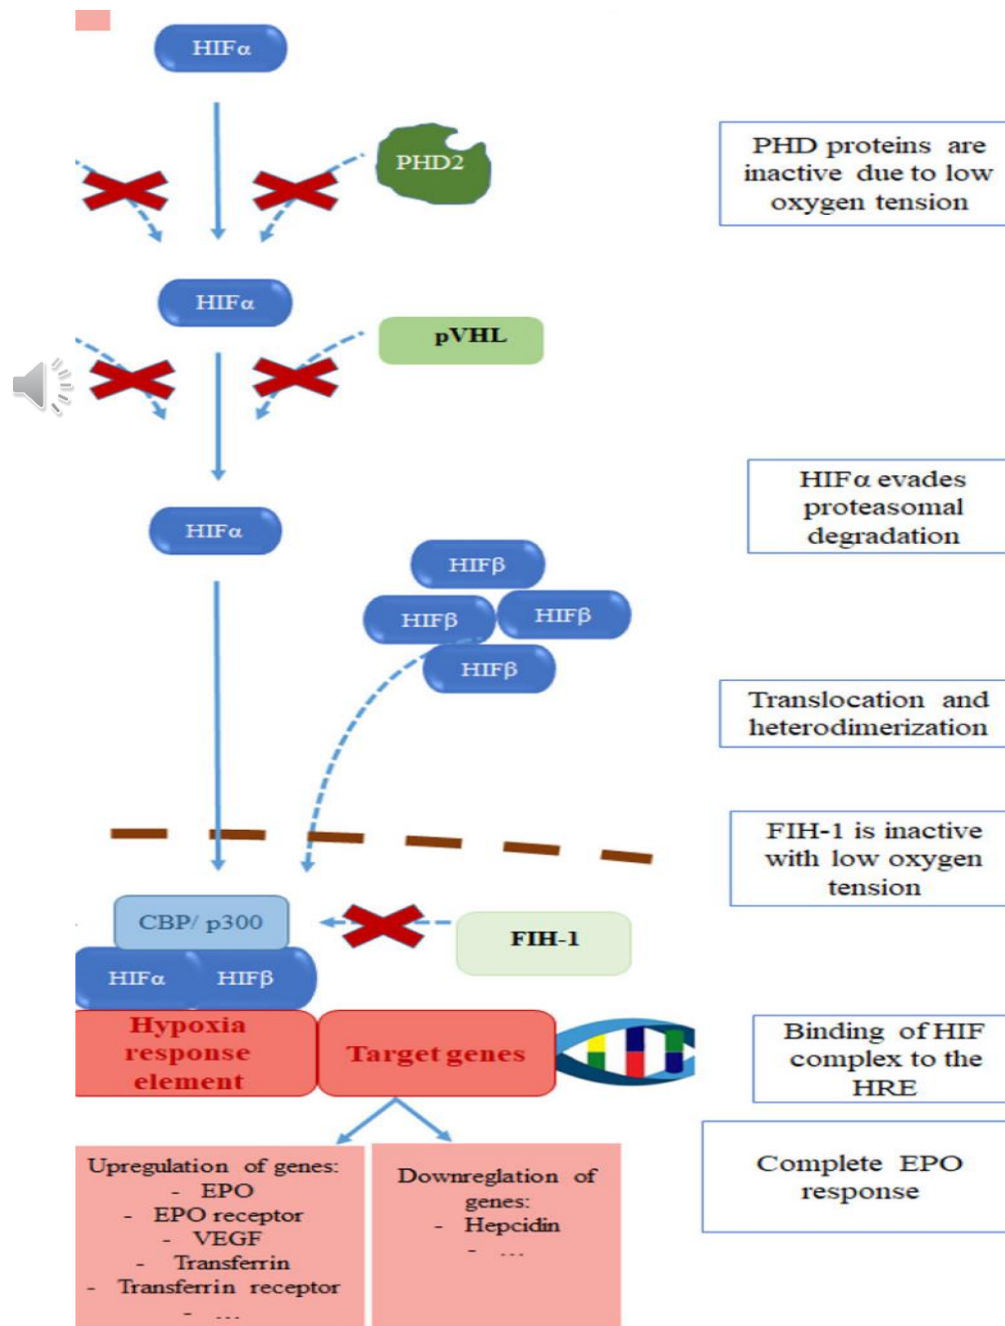 HIFα
PHD2
PHD proteins are
inactive due to low
oxygen tension
HIFα
pVHL
HIFα evades
proteasomal
degradation
HIFα
HIFβ
HIFβ
HIFβ
HIFβ
Translocation and
heterodimerization
FIH-1 is inactive
with low oxygen
tension
CBP/ p300
FIH-1
HIFα
HIFβ
Hypoxia
response
element
Target genes
Binding of HIF
complex to the
HRE
Complete EPO
response
Upregulation of genes:
- EPO
- EPO receptor
- VEGF
- Transferrin
- Transferrin receptor
- ...
Downreglation of
genes:
- Hepcidin
- ...